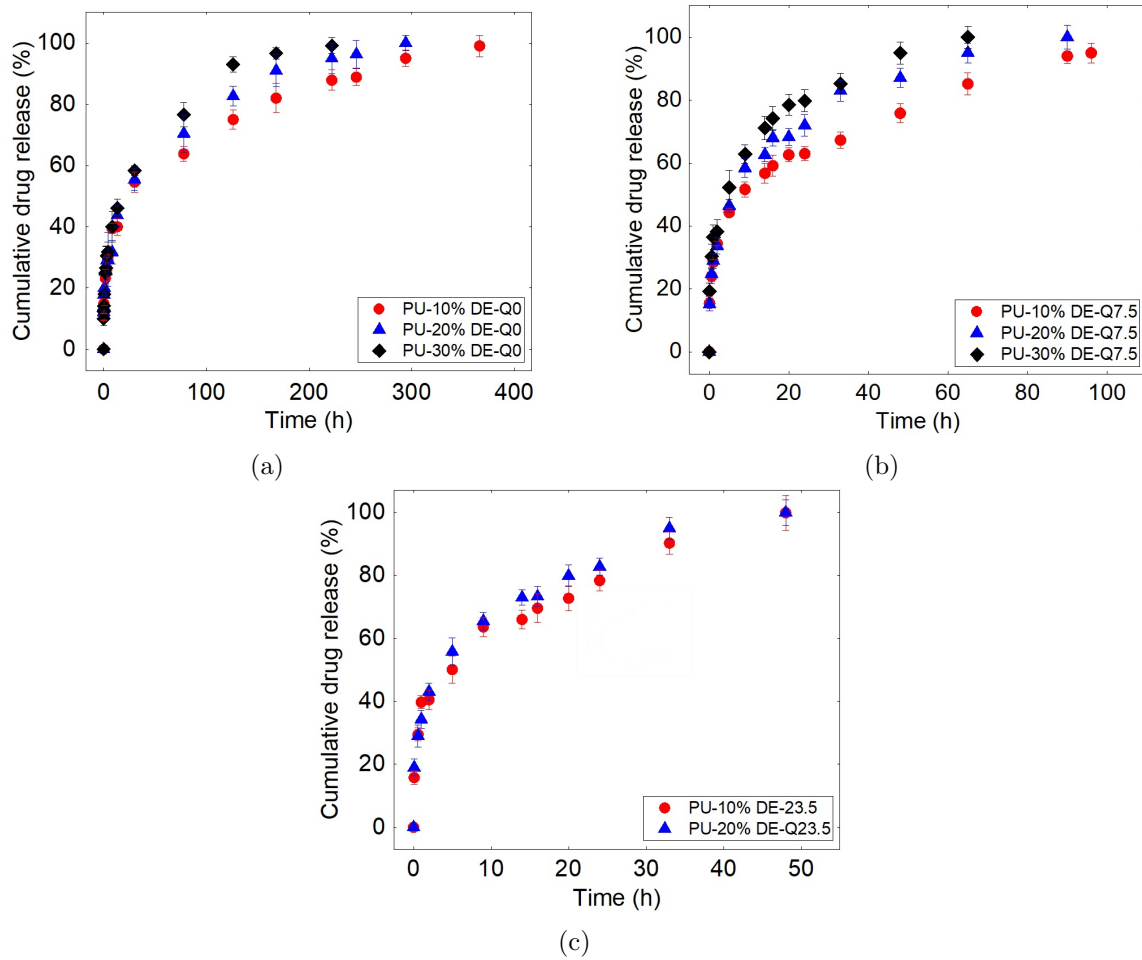 Cumulative drug release (%)
100
80
60
40
20
0
PU-10% DE-Q0
PU-20% DE-Q0
PU-30% DE-Q0
0 100 200 300 400
Time (h)
(a)
Cumulative drug release (%)
100
80
60
40
20
0
PU-10% DE-Q7.5
PU-20% DE-Q7.5
PU-30% DE-Q7.5
0 20 40 60 80 100
Time (h)
(b)
Cumulative drug release (%)
100
80
60
40
20
0
PU-10% DE-23.5
PU-20% DE-Q23.5
0 10 20 30 40 50
Time (h)
(c)